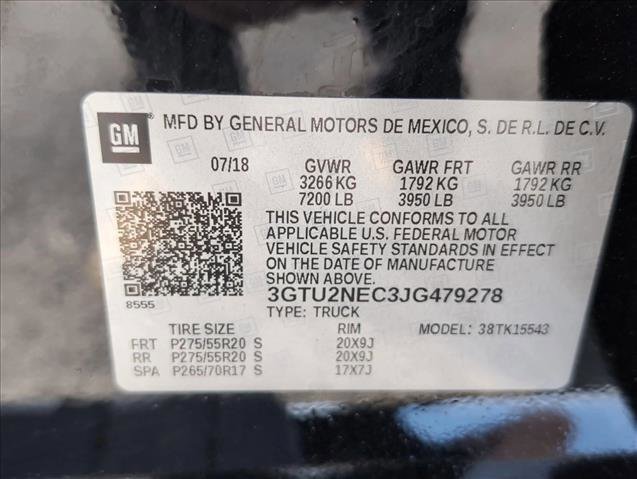 GM
MFD BY GENERAL MOTORS DE MEXICO, S. DE R.L. DE C.V.
07/18 GVWR GAWR FRT GAWR RR
3266 KG 1792 KG 1792 KG
7200 LB 3950 LB 3950 LB
THIS VEHICLE CONFORMS TO ALL
APPLICABLE U.S. FEDERAL MOTOR
VEHICLE SAFETY STANDARDS IN EFFECT
ON THE DATE OF MANUFACTURE
SHOWN ABOVE.
3GTU2NEC3JG479278
8555
TYPE: TRUCK
TIRE SIZE RIM MODEL: 38TK15543
FRT P275/55R20 S 20X9J
RR P275/55R20 S 20X9J
SPA P265/70R17 S 17X7J